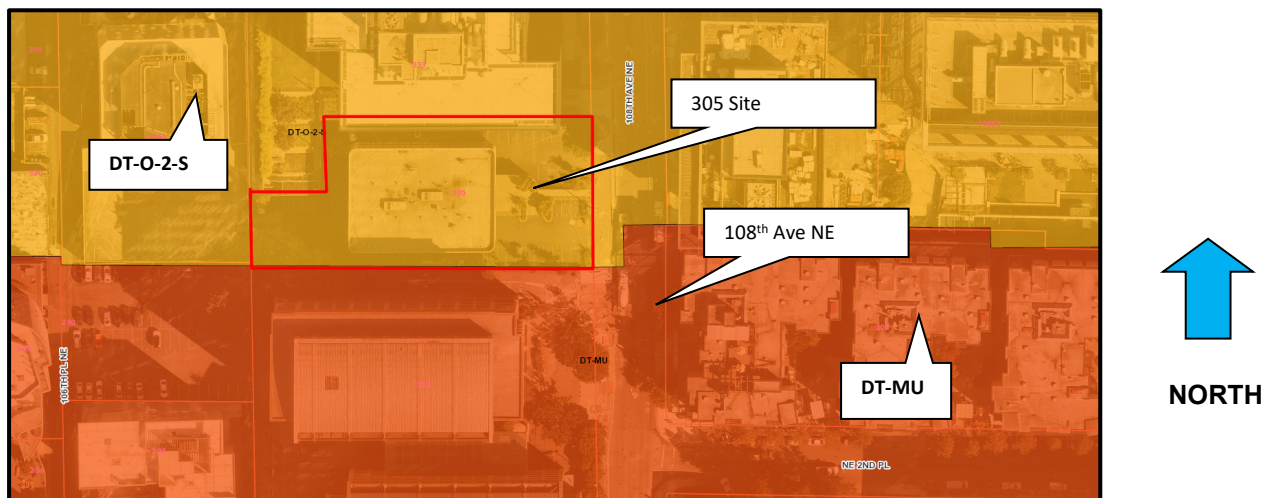 305 Site
108TH AVE NE
DT-O-2-S
DT-O-2-S
108th Ave NE
106TH PL NE
DT-MU
DT-MU
NE 2ND PL
NORTH